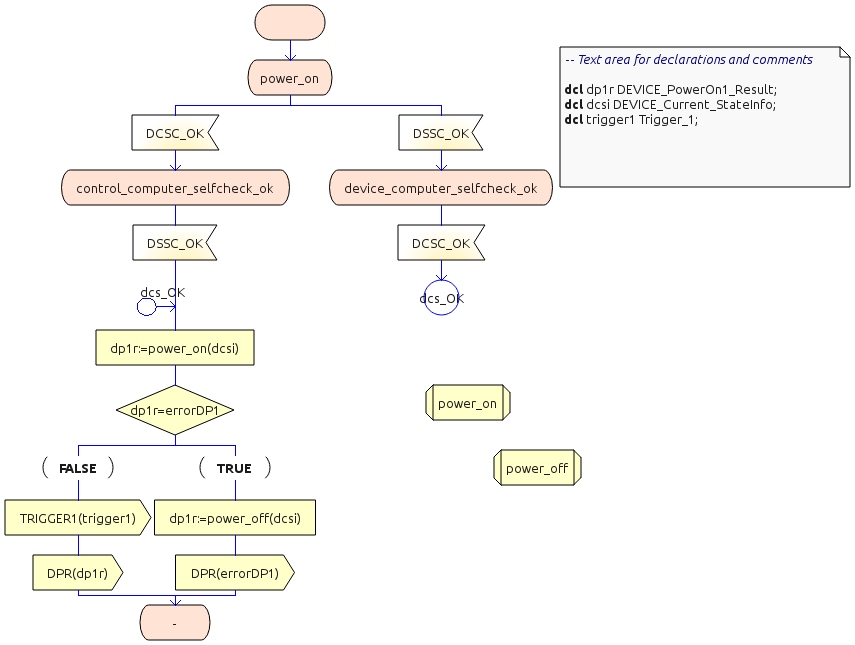 power_on
-- Text area for declarations and comments
dcl dp1r DEVICE_PowerOn1_Result;
dcl dcsi DEVICE_Current_StateInfo;
dcl trigger1 Trigger_1;
DCSC_OK
DSSC_OK
control_computer_selfcheck_ok
device_computer_selfcheck_ok
DSSC_OK
DCSC_OK
dcs_OK
dcs_OK
dp1r:=power_on(dcsi)
dp1r=errorDP1
power_on
( FALSE )
( TRUE )
power_off
TRIGGER1(trigger1)
dp1r:=power_off(dcsi)
DPR(dp1r)
DPR(errorDP1)
-